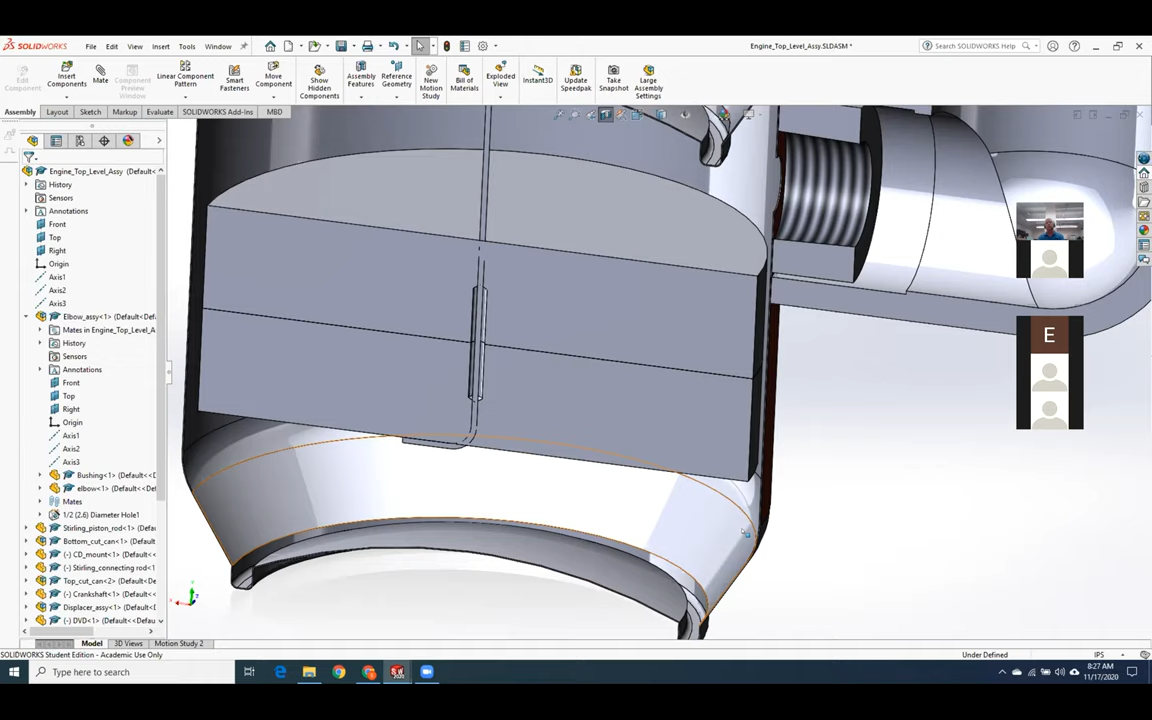 SOLIDWORKS File Edit View Insert Tools Window Engine_Top_Level_Assy.SLDASM * Search SOLIDWORKS Help
Edit Component
Insert Components
Mate
Component Preview Window
Linear Component Pattern
Smart Fasteners
Move Component
Show Hidden Components
Assembly Features
Reference Geometry
New Motion Study
Bill of Materials
Exploded View
Instant3D
Update Speedpak
Take Snapshot
Large Assembly Settings
Assembly Layout Sketch Markup Evaluate SOLIDWORKS Add-Ins MBD
Engine_Top_Level_Assy (Default
History
Sensors
Annotations
Front
Top
Right
Origin
Axis1
Axis2
Axis3
Elbow_assy<1> (Default<Def
Mates in Engine_Top_Level_A
History
Sensors
Annotations
Front
Top
Right
Origin
Axis1
Axis2
Axis3
Bushing<1> (Default<<D
elbow<1> (Default<<Def
Mates
1/2 (2.6) Diameter Hole1
Stirling_piston_rod<1> (Defa
Bottom_cut_can<1> (Defaul
(-) CD_mount<1> (Default<<
(-) Stirling_connecting rod<1
Top_cut_can<2> (Default<<
(-) Crankshaft<1> (Default<
Displacer_assy<1> (Default<
(-) DVD<1> (Default<<Defau
E
Model 3D Views Motion Study 2
SOLIDWORKS Student Edition - Academic Use Only Under Defined IPS
Type here to search
8:27 AM
11/17/2020